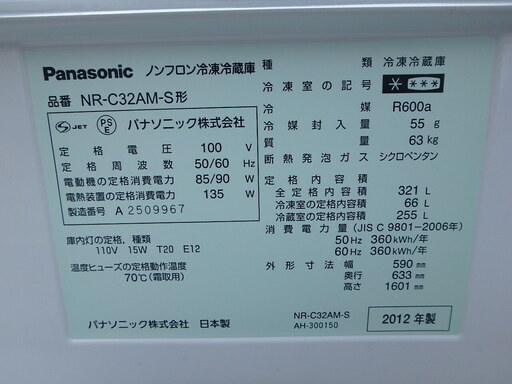 Panasonic ノンフロン冷凍冷蔵庫
品番 NR-C32AM-S形
S JET PS E パナソニック株式会社
定格電圧 100 V
定格周波数 50/60 Hz
電動機の定格消費電力 85/90 W
電熱装置の定格消費電力 135 W
製造番号 A 2509967
庫内灯の定格，種類
110V 15W T20 E12
温度ヒューズの定格動作温度
70℃(霜取用)
パナソニック株式会社 日本製
種類 冷凍冷蔵庫
冷凍室の記号 * ***
冷媒 R600a
冷媒封入量 55 g
質量 63 kg
断熱発泡ガス シクロペンタン
定格内容積
全定格内容積 321 L
冷凍室の定格内容積 66 L
冷蔵室の定格内容積 255 L
消費電力量 (JIS C 9801-2006年)
50Hz 360kWh/年
60Hz 360kWh/年
外形寸法 幅 590 mm
奥行 633 mm
高さ 1601 mm
NR-C32AM-S
AH-300150
2012年製